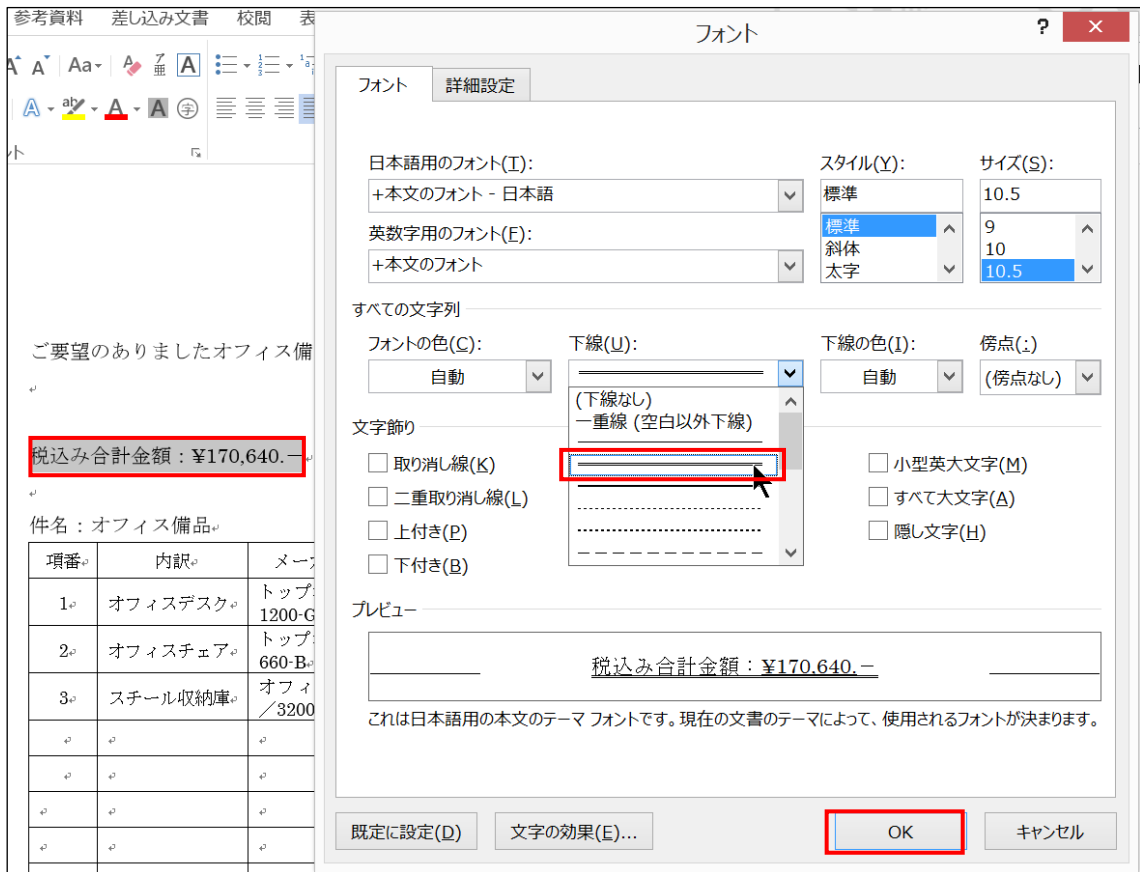 参考資料 差し込み文書 校閲 表
A A Aa ア亜 A
ab A A 字
ト
ご要望のありましたオフィス備
税込み合計金額：¥170,640.－
件名：オフィス備品
項番 内訳 メー
1 オフィスデスク トップ
1200-G
2 オフィスチェア トップ
660-B
3 スチール収納庫 オフィ
／3200
フォント
? ×
フォント 詳細設定
日本語用のフォント(T): スタイル(Y): サイズ(S):
+本文のフォント - 日本語 標準 10.5
標準 9
英数字用のフォント(F): 斜体 10
+本文のフォント 太字 10.5
すべての文字列
フォントの色(C): 下線(U): 下線の色(I): 傍点(:)
自動 自動 (傍点なし)
(下線なし)
一重線 (空白以外下線)
文字飾り
取り消し線(K) 小型英大文字(M)
二重取り消し線(L) すべて大文字(A)
上付き(P) 隠し文字(H)
下付き(B)
プレビュー
税込み合計金額：¥170,640.－
これは日本語用の本文のテーマ フォントです。現在の文書のテーマによって、使用されるフォントが決まります。
既定に設定(D) 文字の効果(E)... OK キャンセル